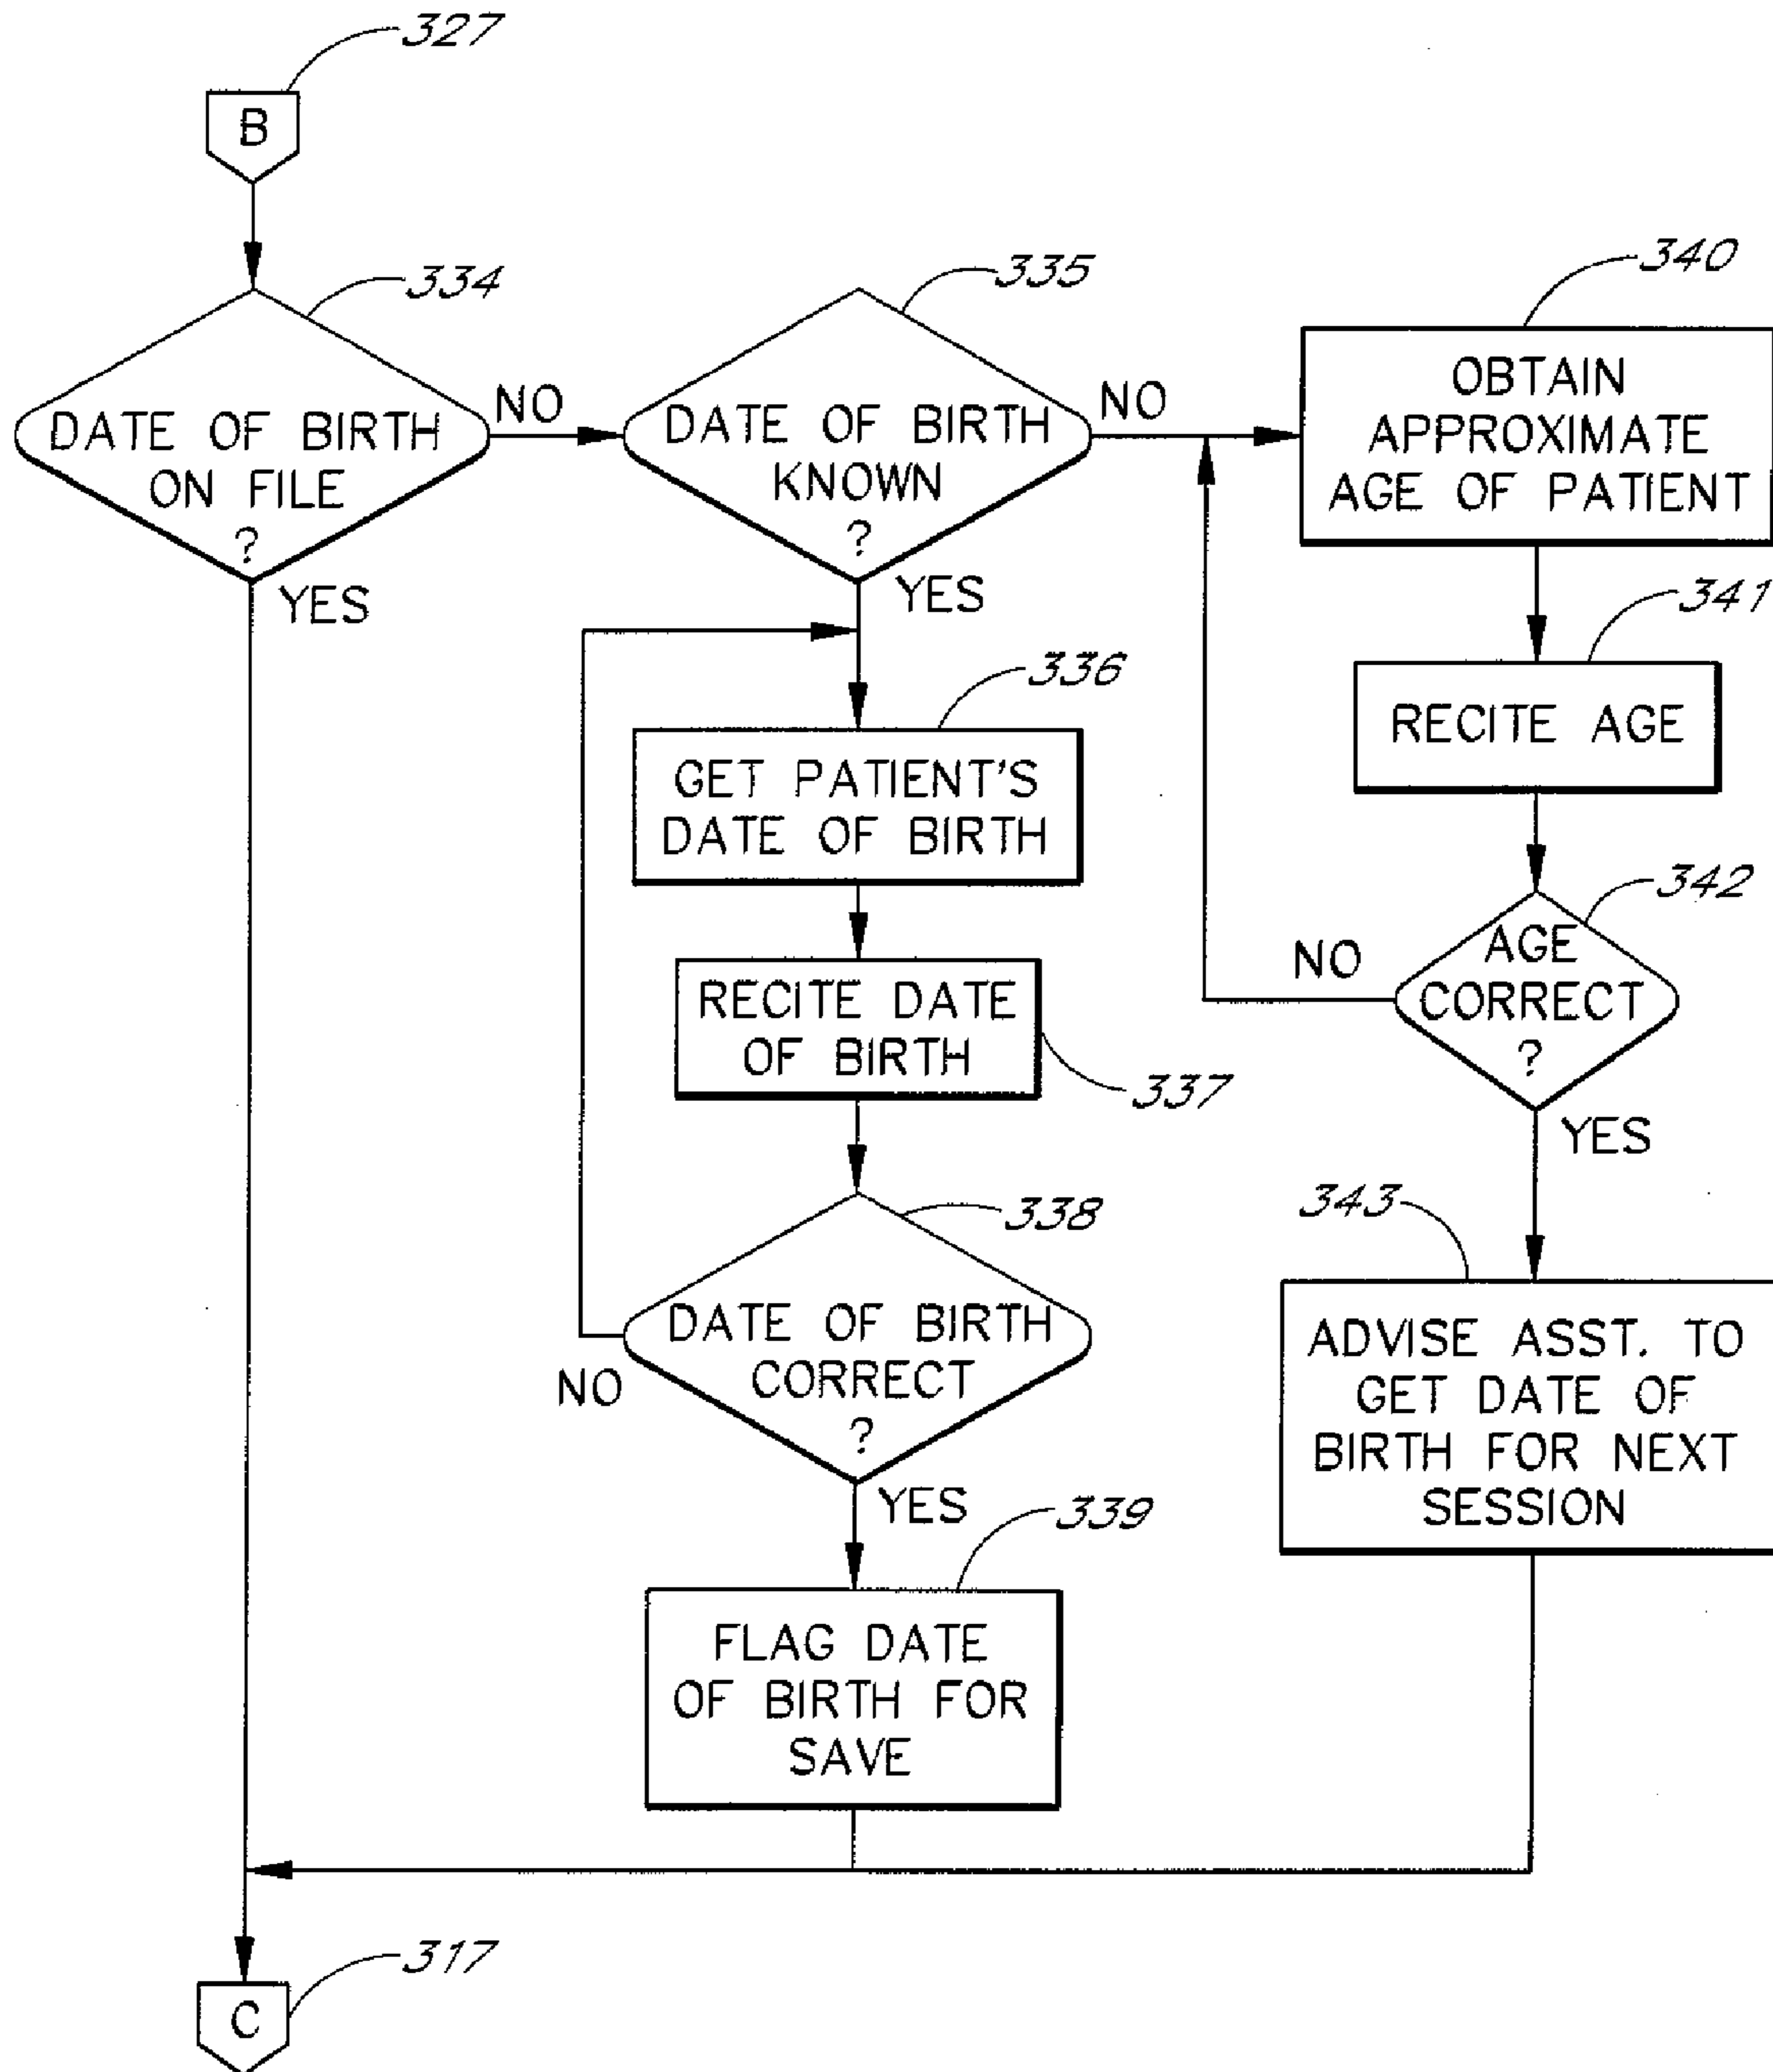 327
B
334
DATE OF BIRTH
ON FILE
?
NO
YES
335
DATE OF BIRTH
KNOWN
?
NO
YES
340
OBTAIN
APPROXIMATE
AGE OF PATIENT
341
RECITE AGE
342
AGE
CORRECT
?
NO
YES
343
ADVISE ASST. TO
GET DATE OF
BIRTH FOR NEXT
SESSION
336
GET PATIENT'S
DATE OF BIRTH
RECITE DATE
OF BIRTH
337
338
DATE OF BIRTH
CORRECT
?
NO
YES
339
FLAG DATE
OF BIRTH FOR
SAVE
317
C